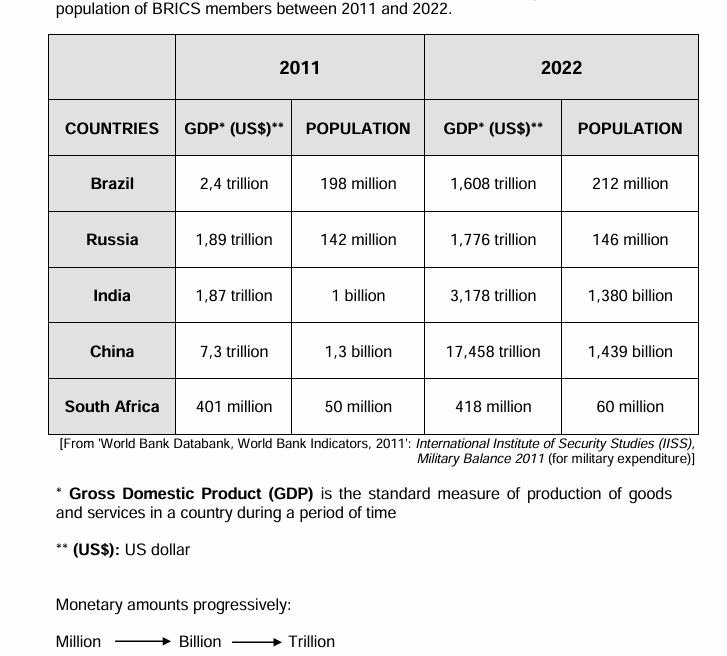 population of BRICS members between 2011 and 2022.
2011 2022
COUNTRIES GDP* (US$)** POPULATION GDP* (US$)** POPULATION
Brazil 2,4 trillion 198 million 1,608 trillion 212 million
Russia 1,89 trillion 142 million 1,776 trillion 146 million
India 1,87 trillion 1 billion 3,178 trillion 1,380 billion
China 7,3 trillion 1,3 billion 17,458 trillion 1,439 billion
South Africa 401 million 50 million 418 million 60 million
[From 'World Bank Databank, World Bank Indicators, 2011': International Institute of Security Studies (IISS),
Military Balance 2011 (for military expenditure)]
* Gross Domestic Product (GDP) is the standard measure of production of goods
and services in a country during a period of time
** (US$): US dollar
Monetary amounts progressively:
Million Billion Trillion